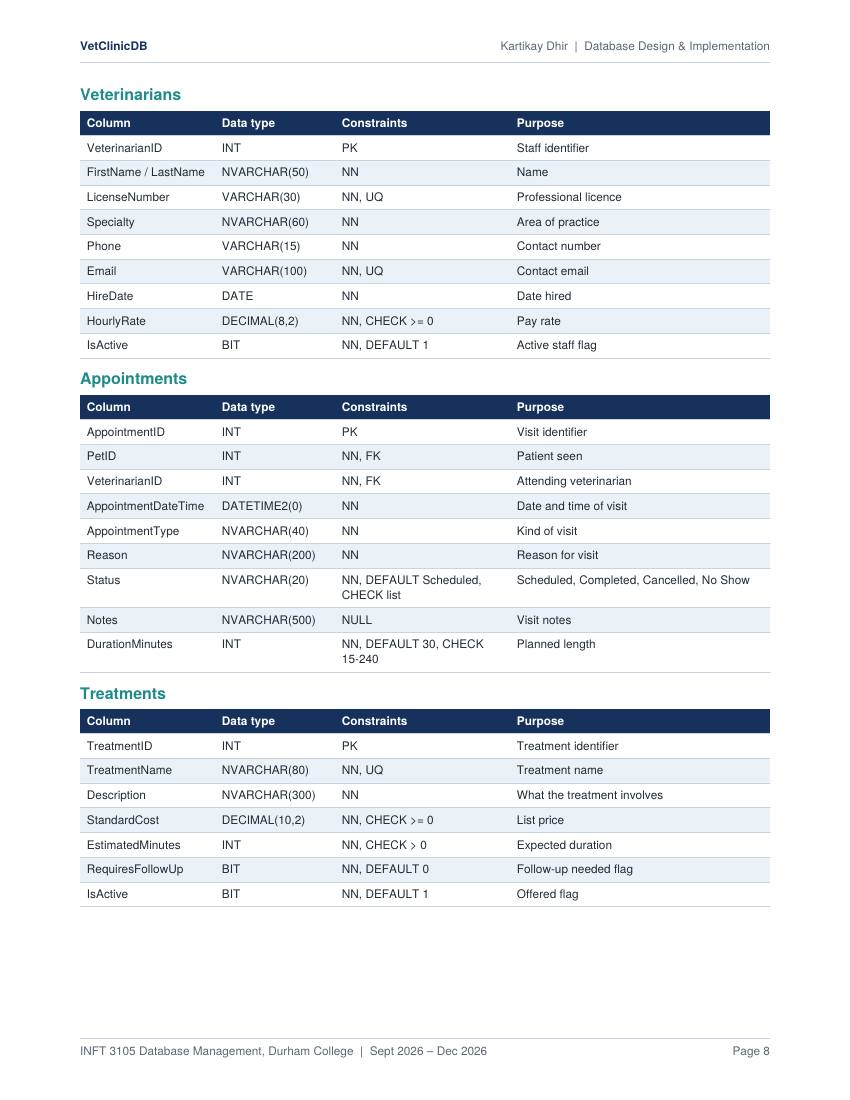 VetClinicDB Kartikay Dhir | Database Design & Implementation
Veterinarians
Column Data type Constraints Purpose
VeterinarianID INT PK Staff identifier
FirstName / LastName NVARCHAR(50) NN Name
LicenseNumber VARCHAR(30) NN, UQ Professional licence
Specialty NVARCHAR(60) NN Area of practice
Phone VARCHAR(15) NN Contact number
Email VARCHAR(100) NN, UQ Contact email
HireDate DATE NN Date hired
HourlyRate DECIMAL(8,2) NN, CHECK >= 0 Pay rate
IsActive BIT NN, DEFAULT 1 Active staff flag
Appointments
Column Data type Constraints Purpose
AppointmentID INT PK Visit identifier
PetID INT NN, FK Patient seen
VeterinarianID INT NN, FK Attending veterinarian
AppointmentDateTime DATETIME2(0) NN Date and time of visit
AppointmentType NVARCHAR(40) NN Kind of visit
Reason NVARCHAR(200) NN Reason for visit
Status NVARCHAR(20) NN, DEFAULT Scheduled, Scheduled, Completed, Cancelled, No Show
CHECK list
Notes NVARCHAR(500) NULL Visit notes
DurationMinutes INT NN, DEFAULT 30, CHECK Planned length
15-240
Treatments
Column Data type Constraints Purpose
TreatmentID INT PK Treatment identifier
TreatmentName NVARCHAR(80) NN, UQ Treatment name
Description NVARCHAR(300) NN What the treatment involves
StandardCost DECIMAL(10,2) NN, CHECK >= 0 List price
EstimatedMinutes INT NN, CHECK > 0 Expected duration
RequiresFollowUp BIT NN, DEFAULT 0 Follow-up needed flag
IsActive BIT NN, DEFAULT 1 Offered flag
INFT 3105 Database Management, Durham College | Sept 2026 – Dec 2026 Page 8